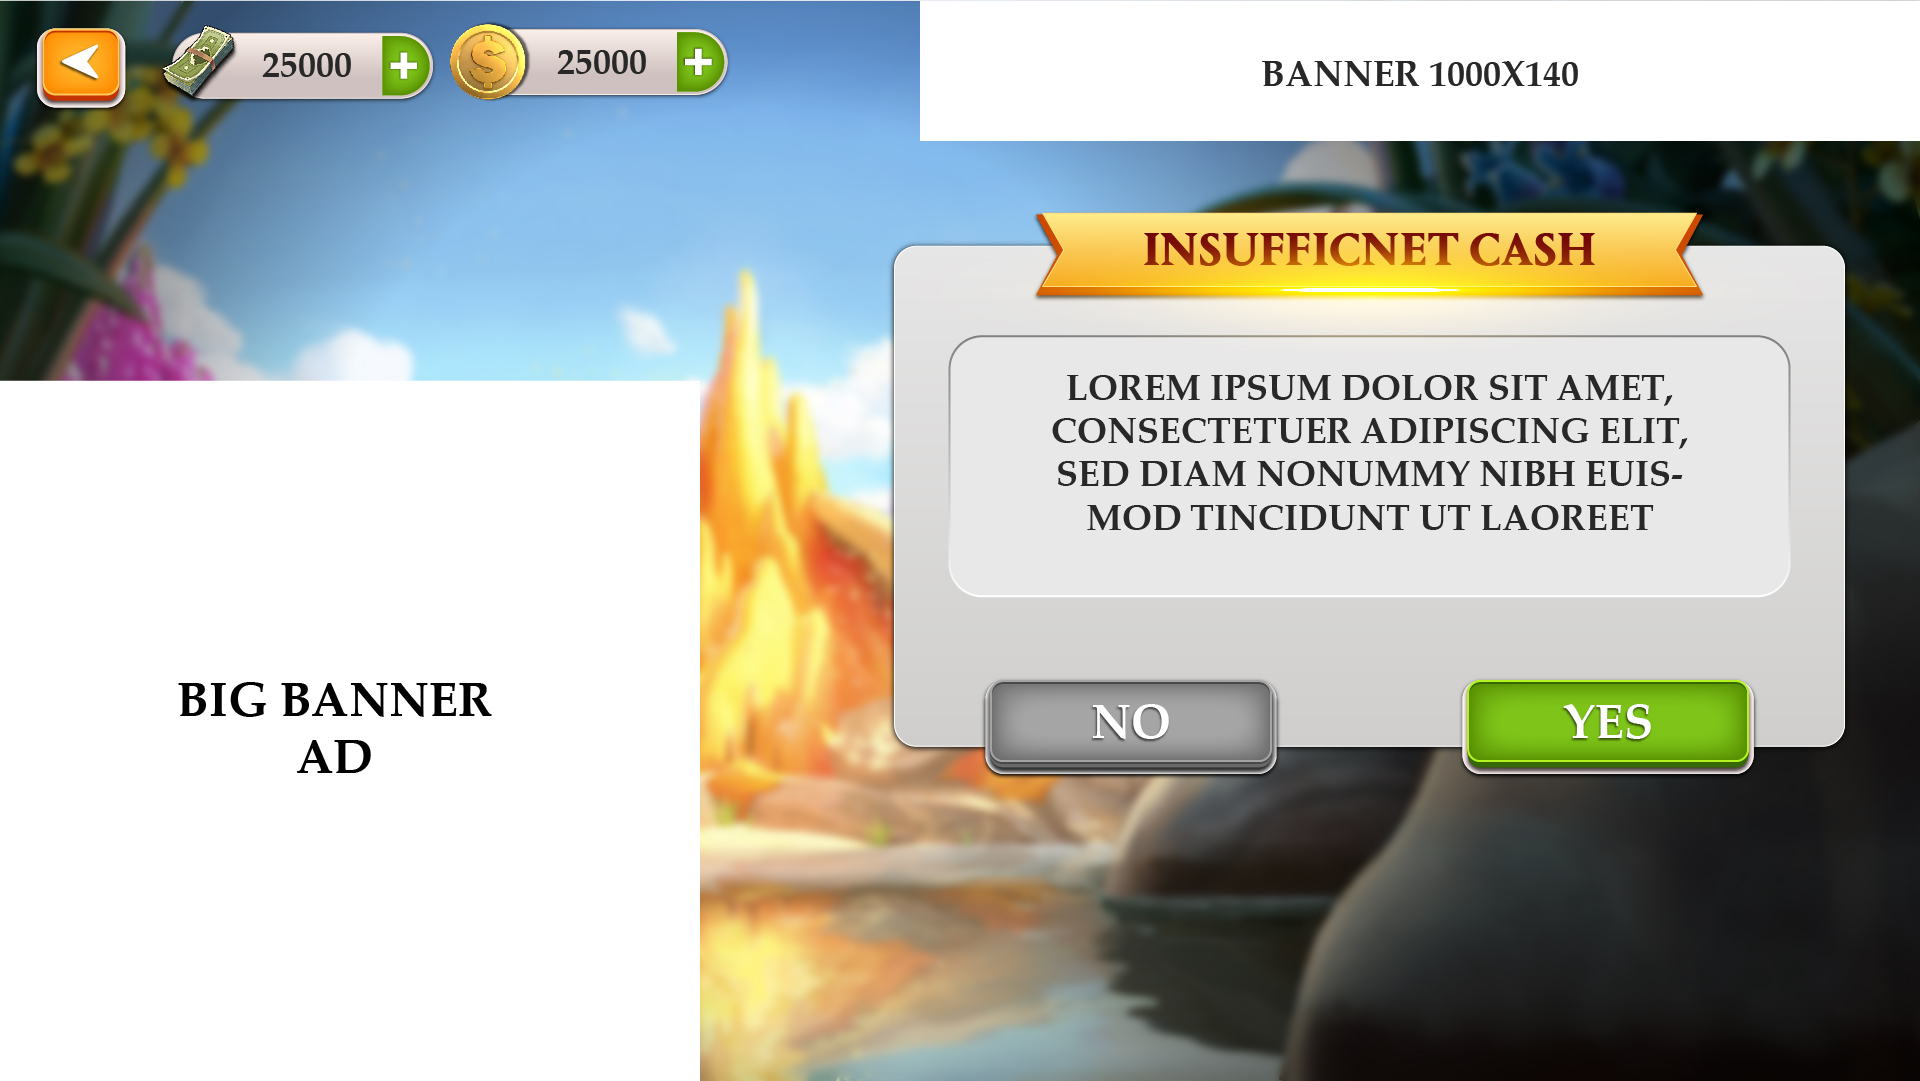 25000
25000
BANNER 1000X140
INSUFFICNET CASH
LOREM IPSUM DOLOR SIT AMET,
CONSECTETUER ADIPISCING ELIT,
SED DIAM NONUMMY NIBH EUIS-
MOD TINCIDUNT UT LAOREET
NO
YES
BIG BANNER
AD